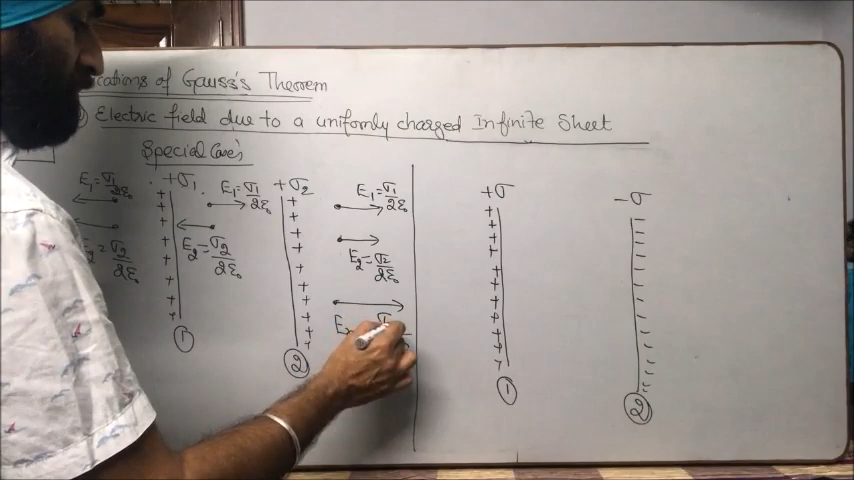 ications of Gauss's Theorem
Electric field due to a uniformly charged Infinite Sheet
Special Cases
+σ₁
+σ₂
E₁ = σ₁/2ε₀
E₁ = σ₁/2ε₀
E₁ = σ₁/2ε₀
E₂ = σ₂/2ε₀
E₂ = σ₂/2ε₀
E₂ = σ₂/2ε₀
1
2
+σ
-σ
1
2